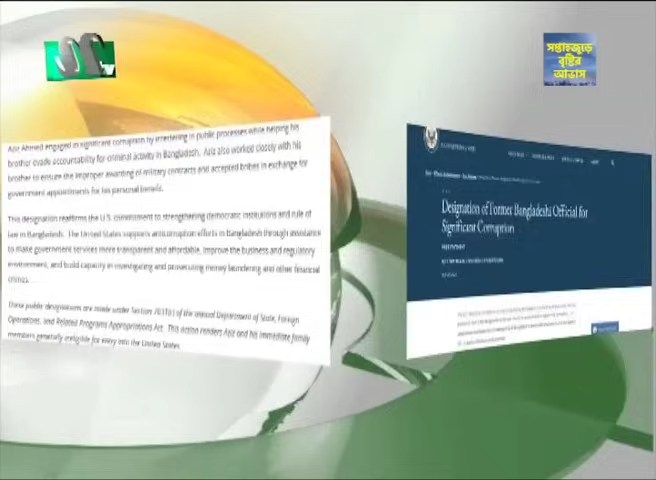 সপ্তাহজুড়ে
বৃষ্টির
আভাস
Aziz Ahmed engaged in significant corruption by interfering in public processes while helping his
brother evade accountability for criminal activity in Bangladesh. Aziz also worked closely with his
brother to ensure the improper awarding of military contracts and accepted bribes in exchange for
government appointments for his personal benefit.
This designation reaffirms the U.S. commitment to strengthening democratic institutions and rule of
law in Bangladesh. The United States supports anticorruption efforts in Bangladesh through assistance
to make government services more transparent and affordable, improve the business and regulatory
environment, and build capacity in investigating and prosecuting money laundering and other financial
crimes.
These public designations are made under Section 7031(c) of the annual Department of State, Foreign
Operations, and Related Programs Appropriations Act. This action renders Aziz and his immediate family
members generally ineligible for entry into the United States.
Designation of Former Bangladeshi Official for
Significant Corruption